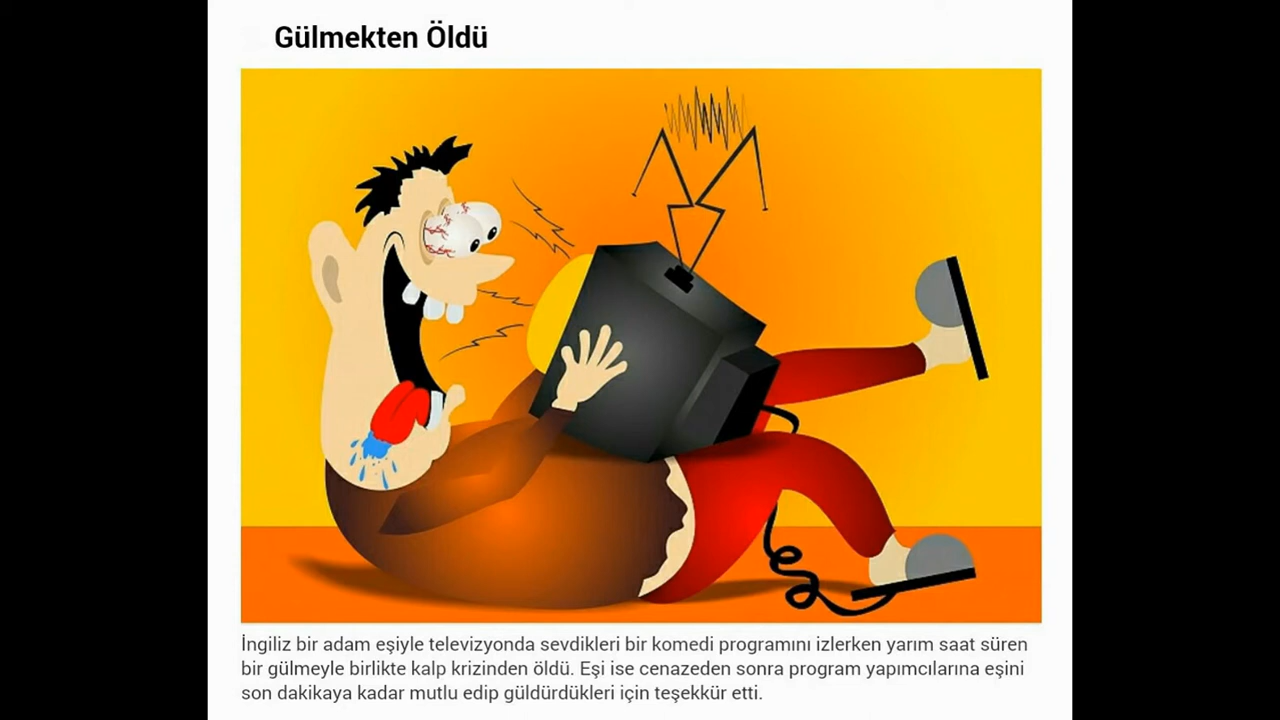 Gülmekten Öldü
İngiliz bir adam eşiyle televizyonda sevdikleri bir komedi programını izlerken yarım saat süren
bir gülmeyle birlikte kalp krizinden öldü. Eşi ise cenazeden sonra program yapımcılarına eşini
son dakikaya kadar mutlu edip güldürdükleri için teşekkür etti.